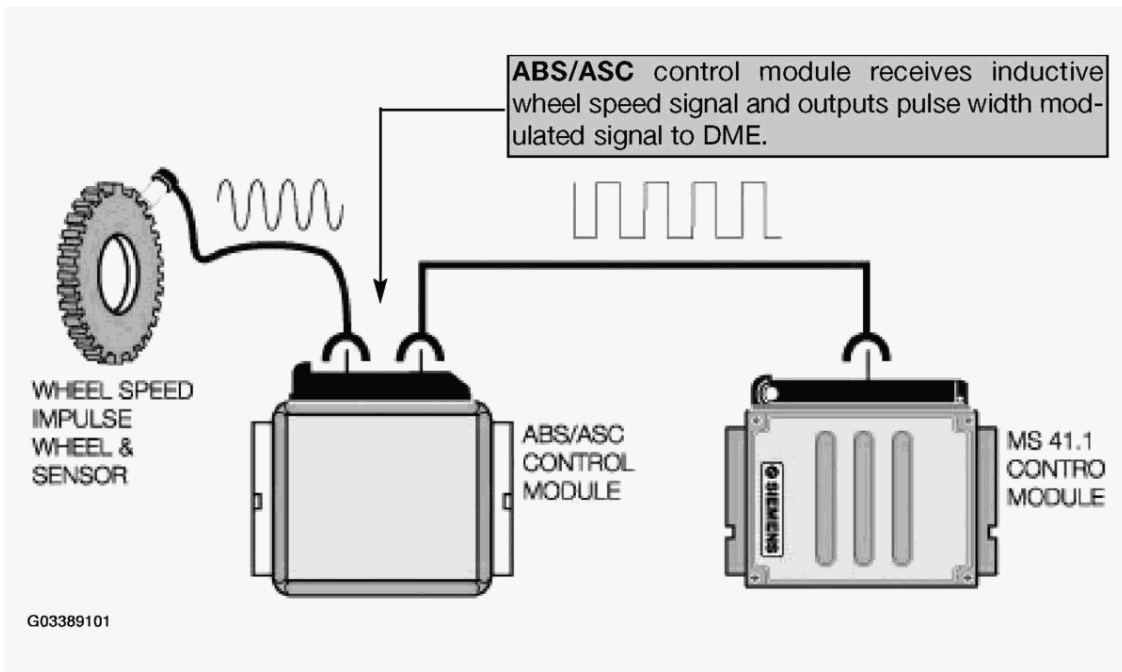 ABS/ASC control module receives inductive
wheel speed signal and outputs pulse width mod-
ulated signal to DME.
WHEEL SPEED
IMPULSE
WHEEL &
SENSOR
ABS/ASC
CONTROL
MODULE
SIEMENS
MS 41.1
CONTRO
MODULE
G03389101